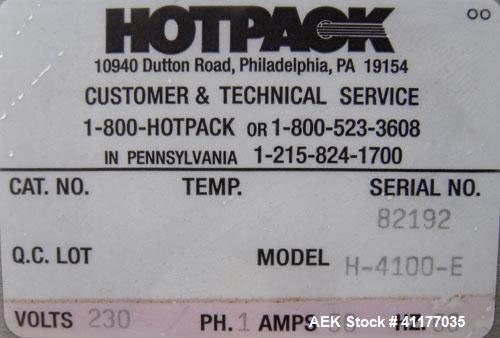 HOTPACK
10940 Dutton Road, Philadelphia, PA 19154
CUSTOMER & TECHNICAL SERVICE
1-800-HOTPACK OR 1-800-523-3608
IN PENNSYLVANIA 1-215-824-1700
CAT. NO. TEMP. SERIAL NO.
82192
Q.C. LOT MODEL H-4100-E
VOLTS 230 PH. 1 AMPS
AEK Stock # 41177035